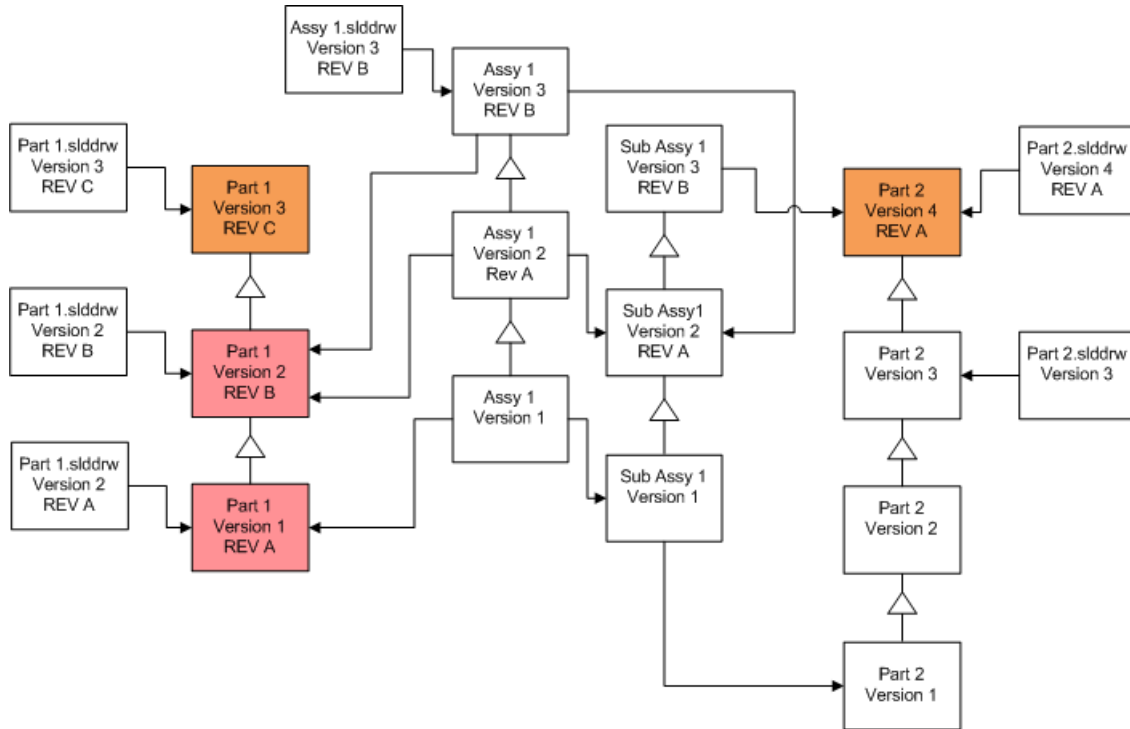 Assy 1.slddrw
Version 3
REV B
Assy 1
Version 3
REV B
Part 1.slddrw
Version 3
REV C
Part 1
Version 3
REV C
Sub Assy 1
Version 3
REV B
Part 2
Version 4
REV A
Part 2.slddrw
Version 4
REV A
Assy 1
Version 2
Rev A
Part 1.slddrw
Version 2
REV B
Part 1
Version 2
REV B
Sub Assy1
Version 2
REV A
Part 2
Version 3
Part 2.slddrw
Version 3
Assy 1
Version 1
Part 1.slddrw
Version 2
REV A
Part 1
Version 1
REV A
Sub Assy 1
Version 1
Part 2
Version 2
Part 2
Version 1